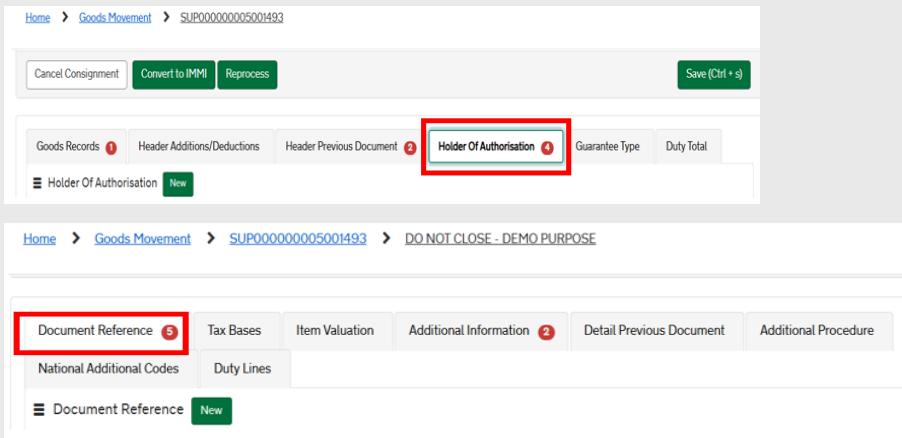 Home > Goods Movement > SUP000000005001493
Cancel Consignment Convert to IMMI Reprocess Save (Ctrl + s)
Goods Records 1 Header Additions/Deductions Header Previous Document 2 Holder Of Authorisation 4 Guarantee Type Duty Total
Holder Of Authorisation New
Home > Goods Movement > SUP000000005001493 > DO NOT CLOSE - DEMO PURPOSE
Document Reference 5 Tax Bases Item Valuation Additional Information 2 Detail Previous Document Additional Procedure
National Additional Codes Duty Lines
Document Reference New